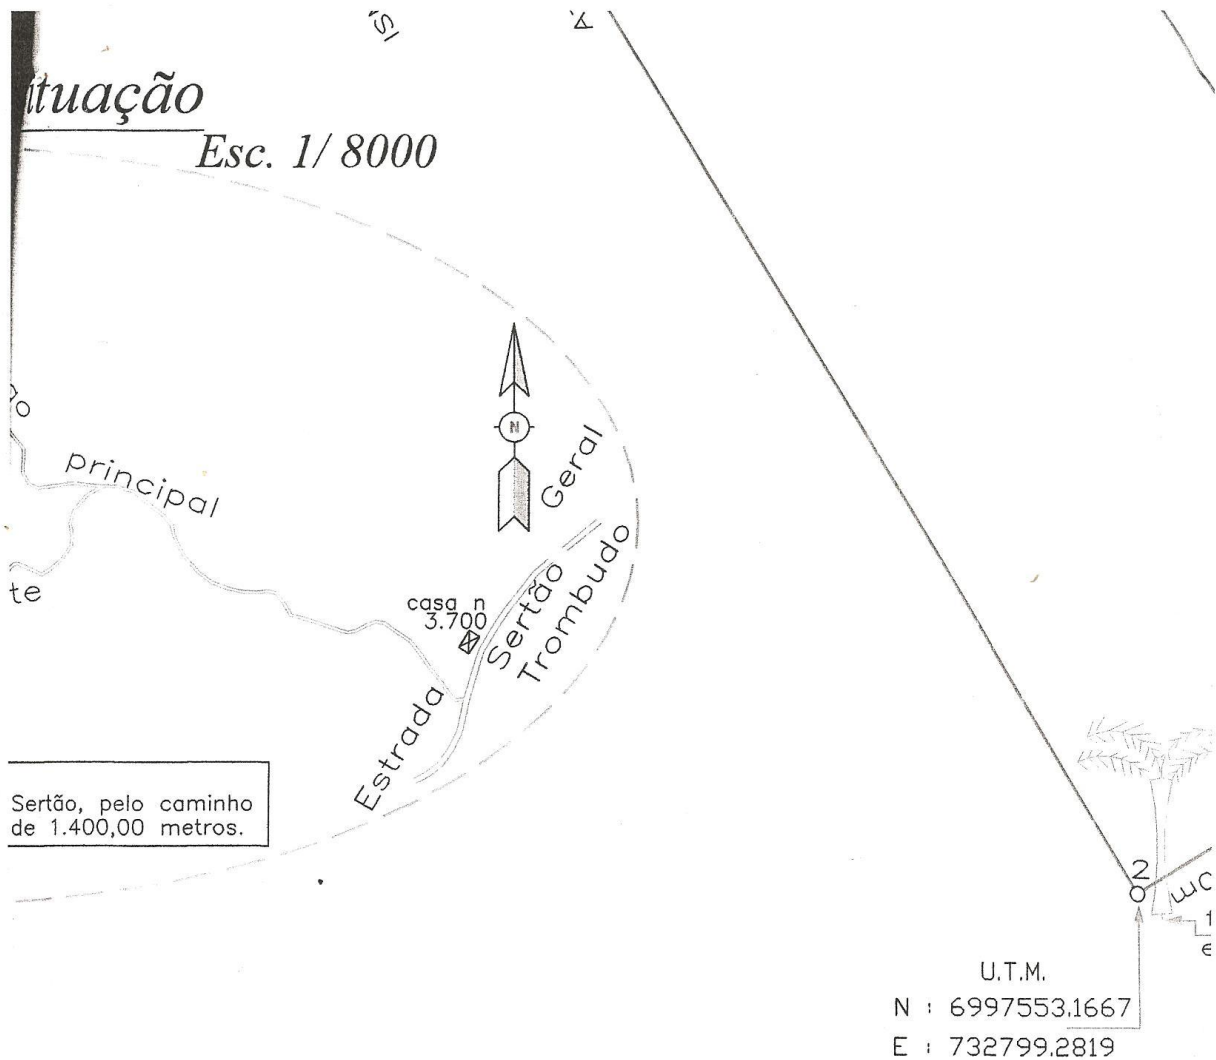 ituação
Esc. 1/ 8000
principal
te
N
Geral
casa n
3.700
Sertão
Trombudo
Estrada
Sertão, pelo caminho
de 1.400,00 metros.
2
U.T.M.
N : 6997553.1667
E : 732799.2819